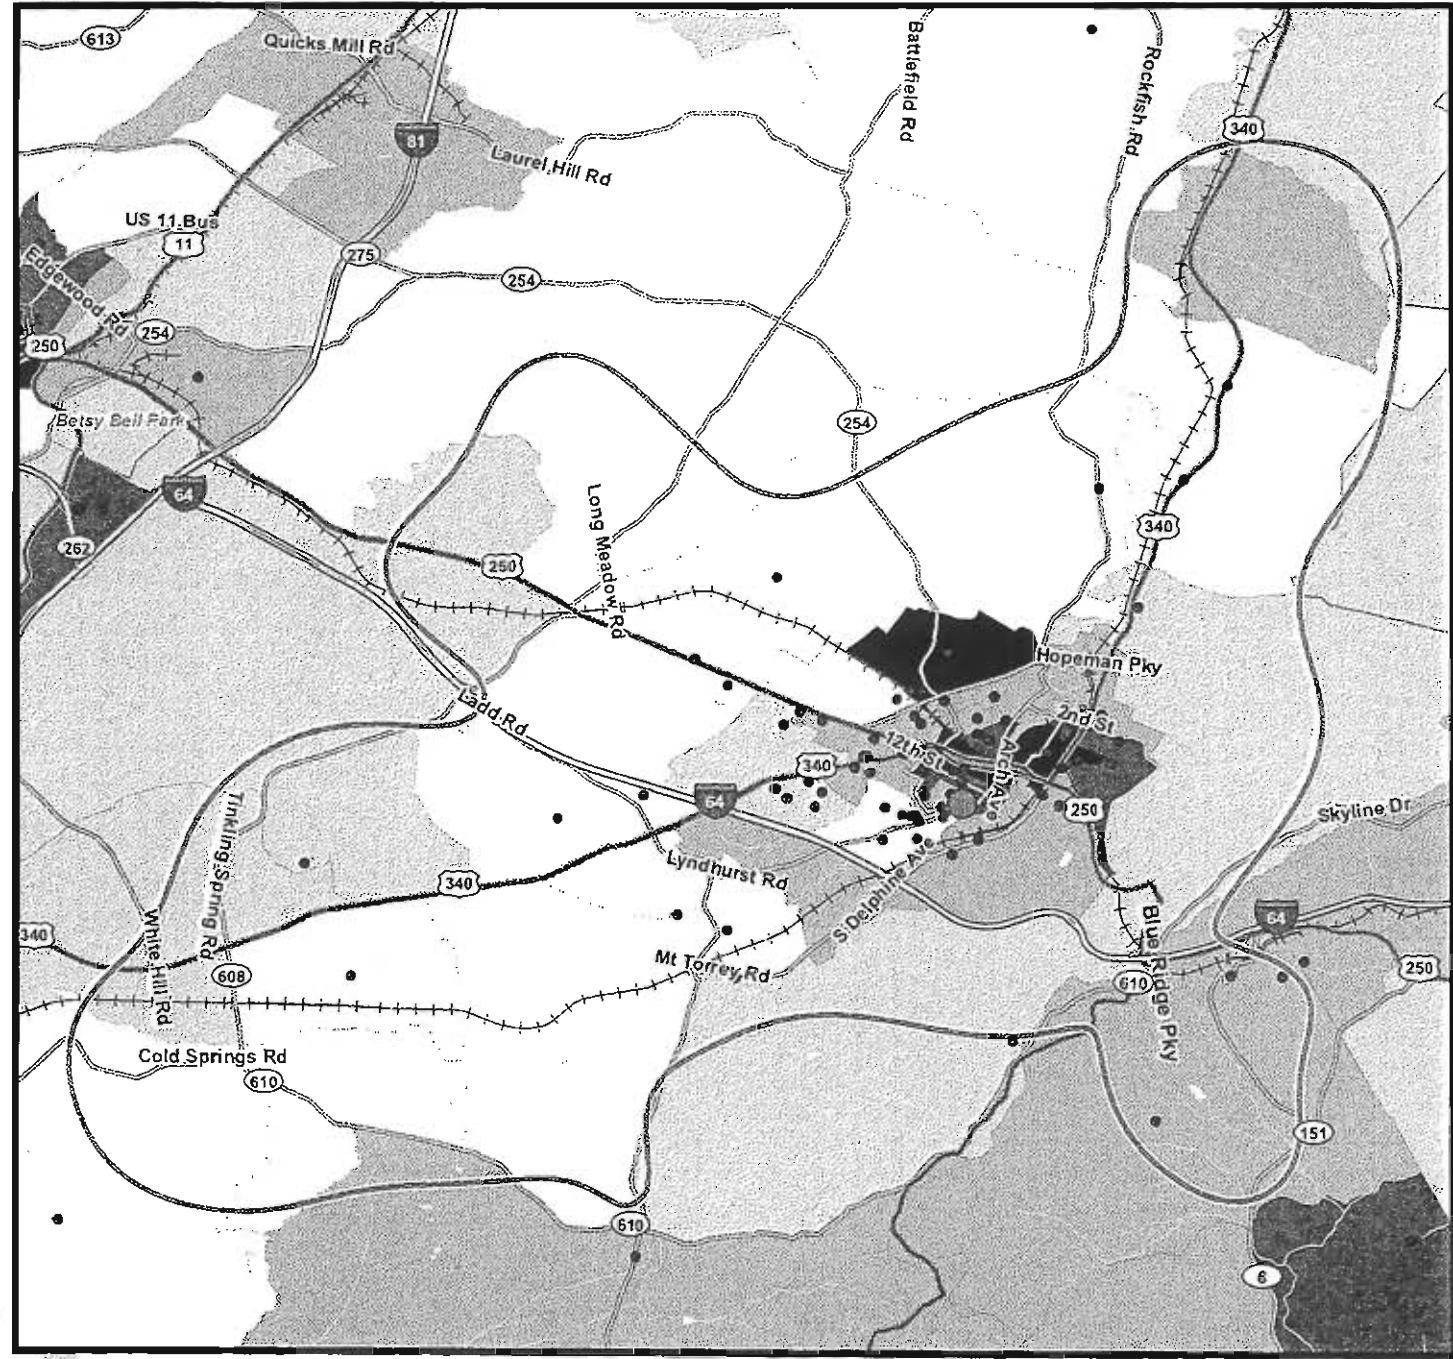 613
Quicks Mill Rd
Battlefield Rd
Rockfish Rd
340
81
Laurel Hill Rd
US 11 Bus
11
275
254
Edgewood Rd
254
250
Betsy Bell Park
254
64
262
340
Long Meadow Rd
250
Hopeman Pky
Ladd Rd
2nd St
12th St
Arch Ave
340
64
250
Skyline Dr
Tinkling Spring Rd
Lyndhurst Rd
340
S Delphine Ave
64
White Hill Rd
340
Blue Ridge Pky
Mt Torrey Rd
608
250
610
Cold Springs Rd
610
151
610
6